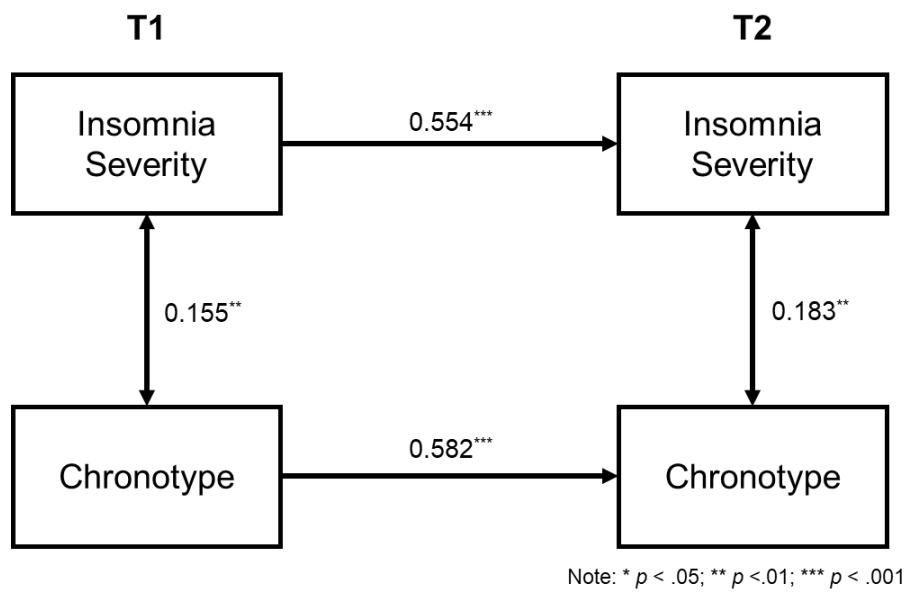 T1
T2
Insomnia
Severity
0.554***
Insomnia
Severity
0.155**
0.183**
Chronotype
0.582***
Chronotype
Note: * p < .05; ** p <.01; *** p < .001